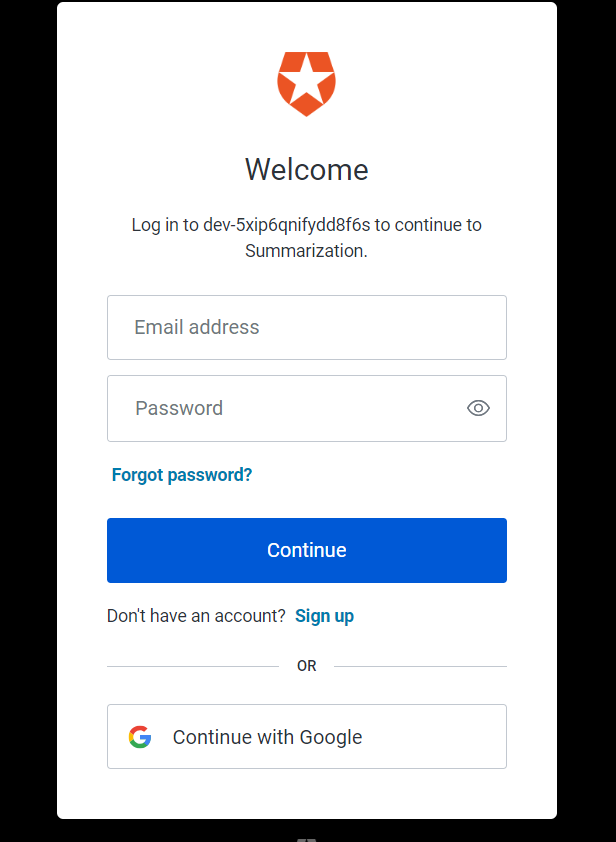 Welcome
Log in to dev-5xip6qnifydd8f6s to continue to
Summarization.
Email address
Password
Forgot password?
Continue
Don't have an account? Sign up
OR
Continue with Google